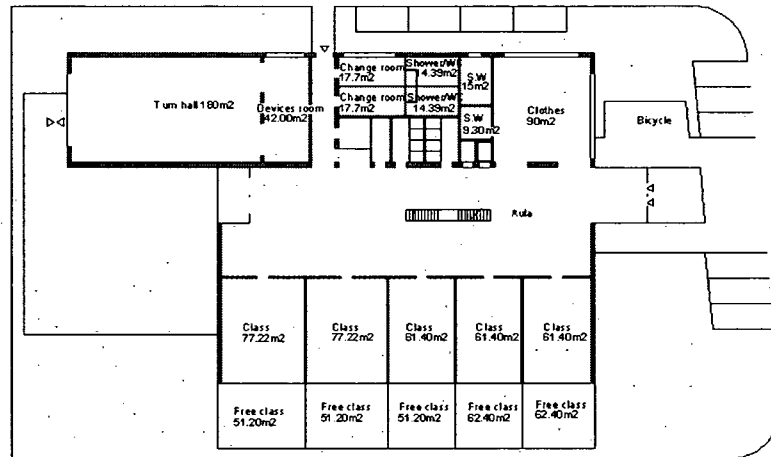 Turn hall 180m2
Devices room
42.00m2
Change room
17.7m2
Shower/WC
14.39m2
Change room
17.7m2
Shower/WC
14.39m2
S.W
15m2
S.W
9.30m2
Clothes
90m2
Bicycle
Aula
Class
77.22m2
Class
77.22m2
Class
61.40m2
Class
61.40m2
Class
61.40m2
Free class
51.20m2
Free class
51.20m2
Free class
51.20m2
Free class
62.40m2
Free class
62.40m2